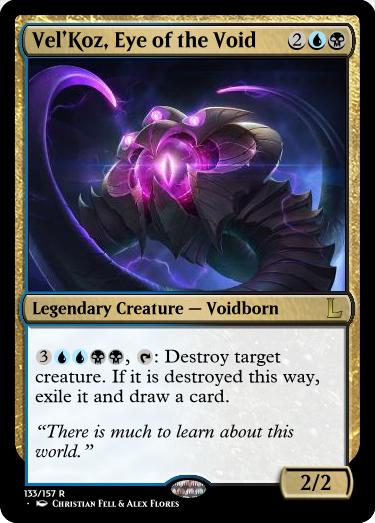 Vel'Koz, Eye of the Void 2
Legendary Creature — Voidborn L
3, : Destroy target
creature. If it is destroyed this way,
exile it and draw a card.
“There is much to learn about this
world.”
2/2
133/157 R
· Christian Fell & Alex Flores